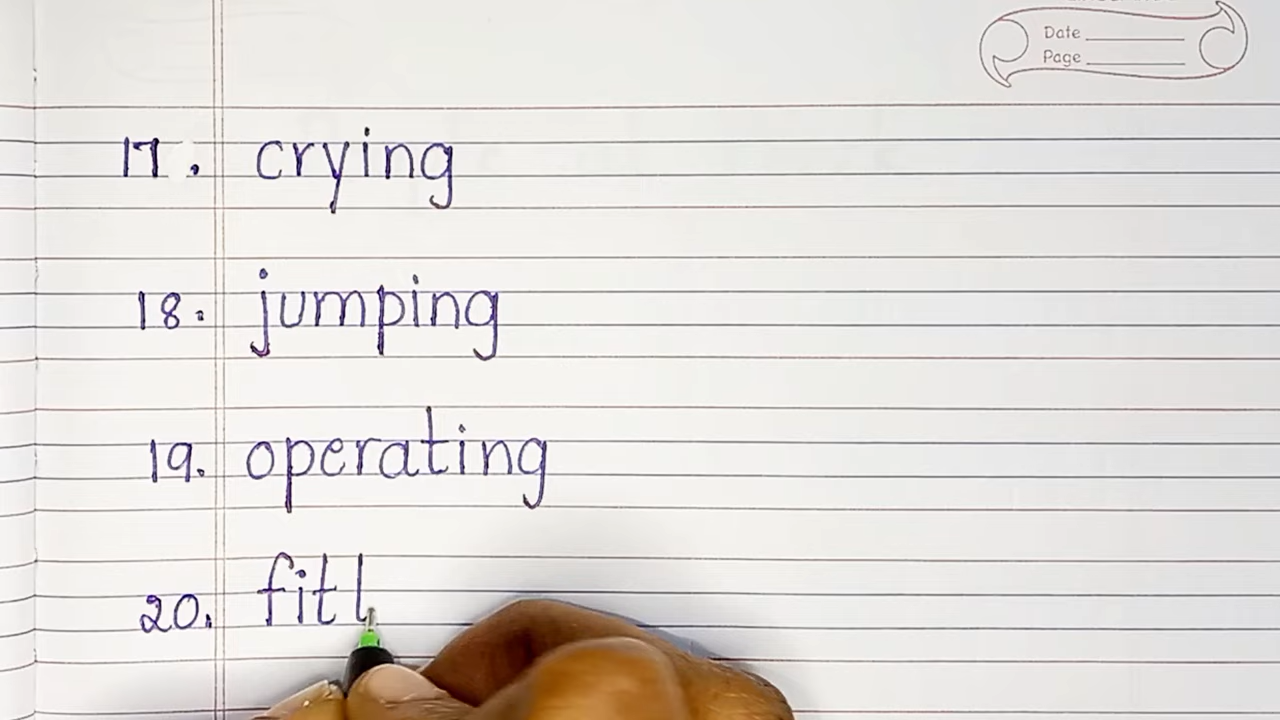 Date
Page
17. crying
18. jumping
19. operating
20. fitl